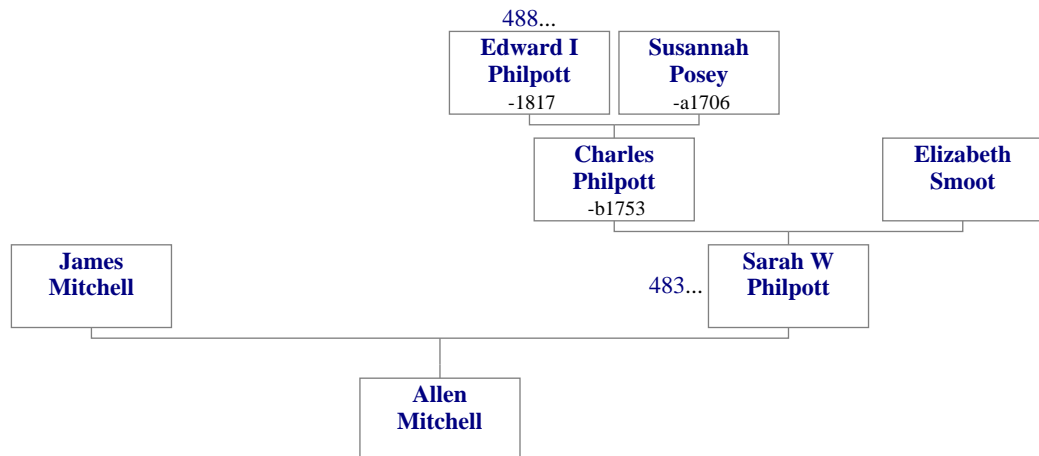 488...
Edward I
Philpott
-1817
Susannah
Posey
-a1706
Charles
Philpott
-b1753
Elizabeth
Smoot
James
Mitchell
483...
Sarah W
Philpott
Allen
Mitchell